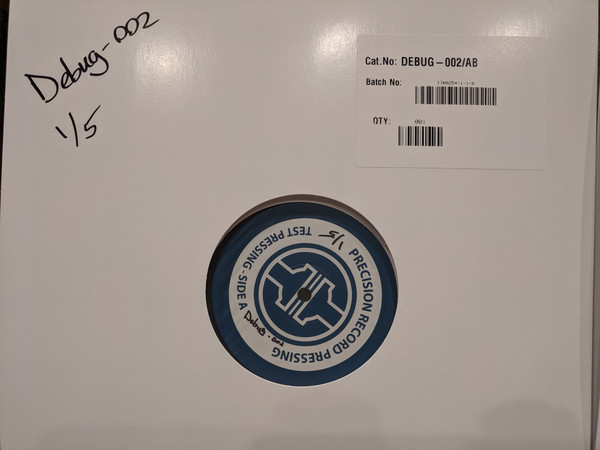 Debug-002
1/5
Cat.No: DEBUG-002/AB
Batch No:
QTY: 001
PRECISION RECORD PRESSING
TEST PRESSING - SIDE A
1/5
Debug-002